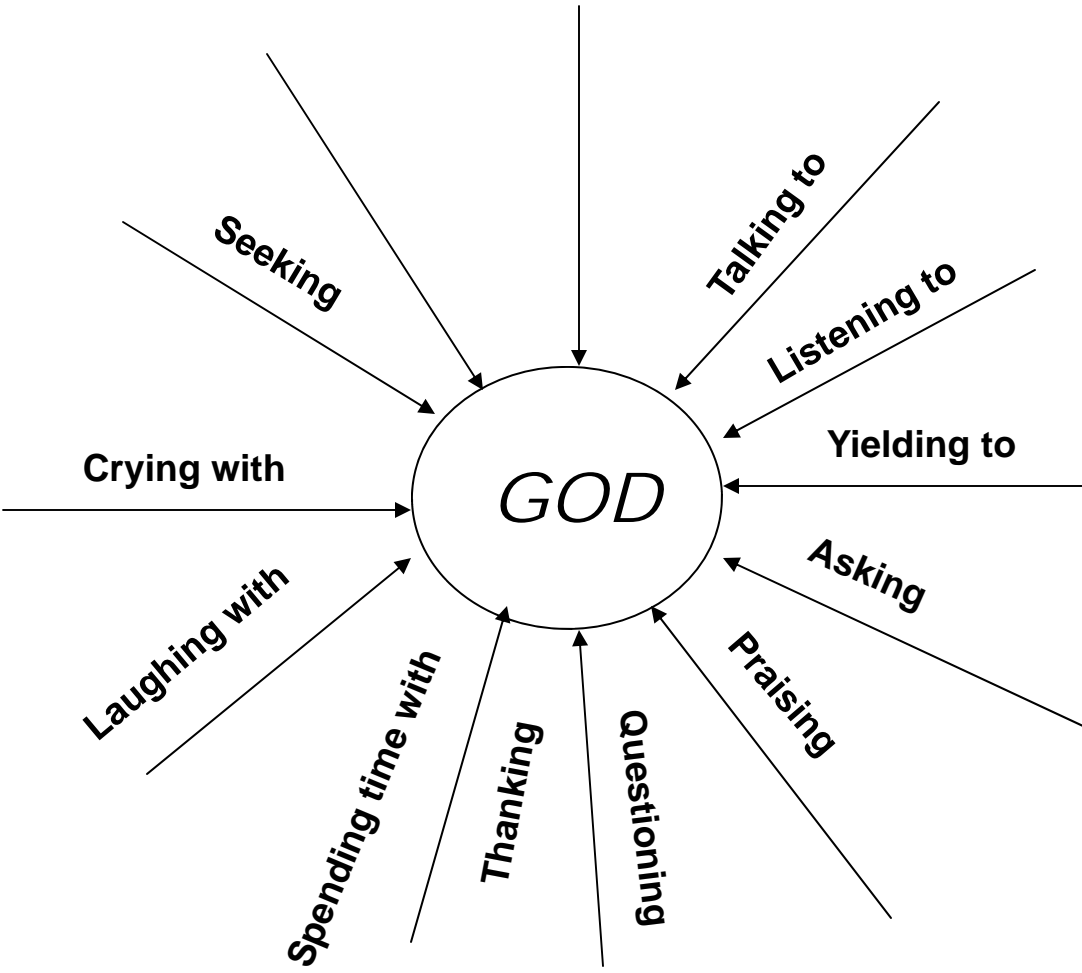 Talking to
Seeking
Listening to
Yielding to
Crying with
GOD
Asking
Laughing with
Praising
Spending time with
Thanking
Questioning